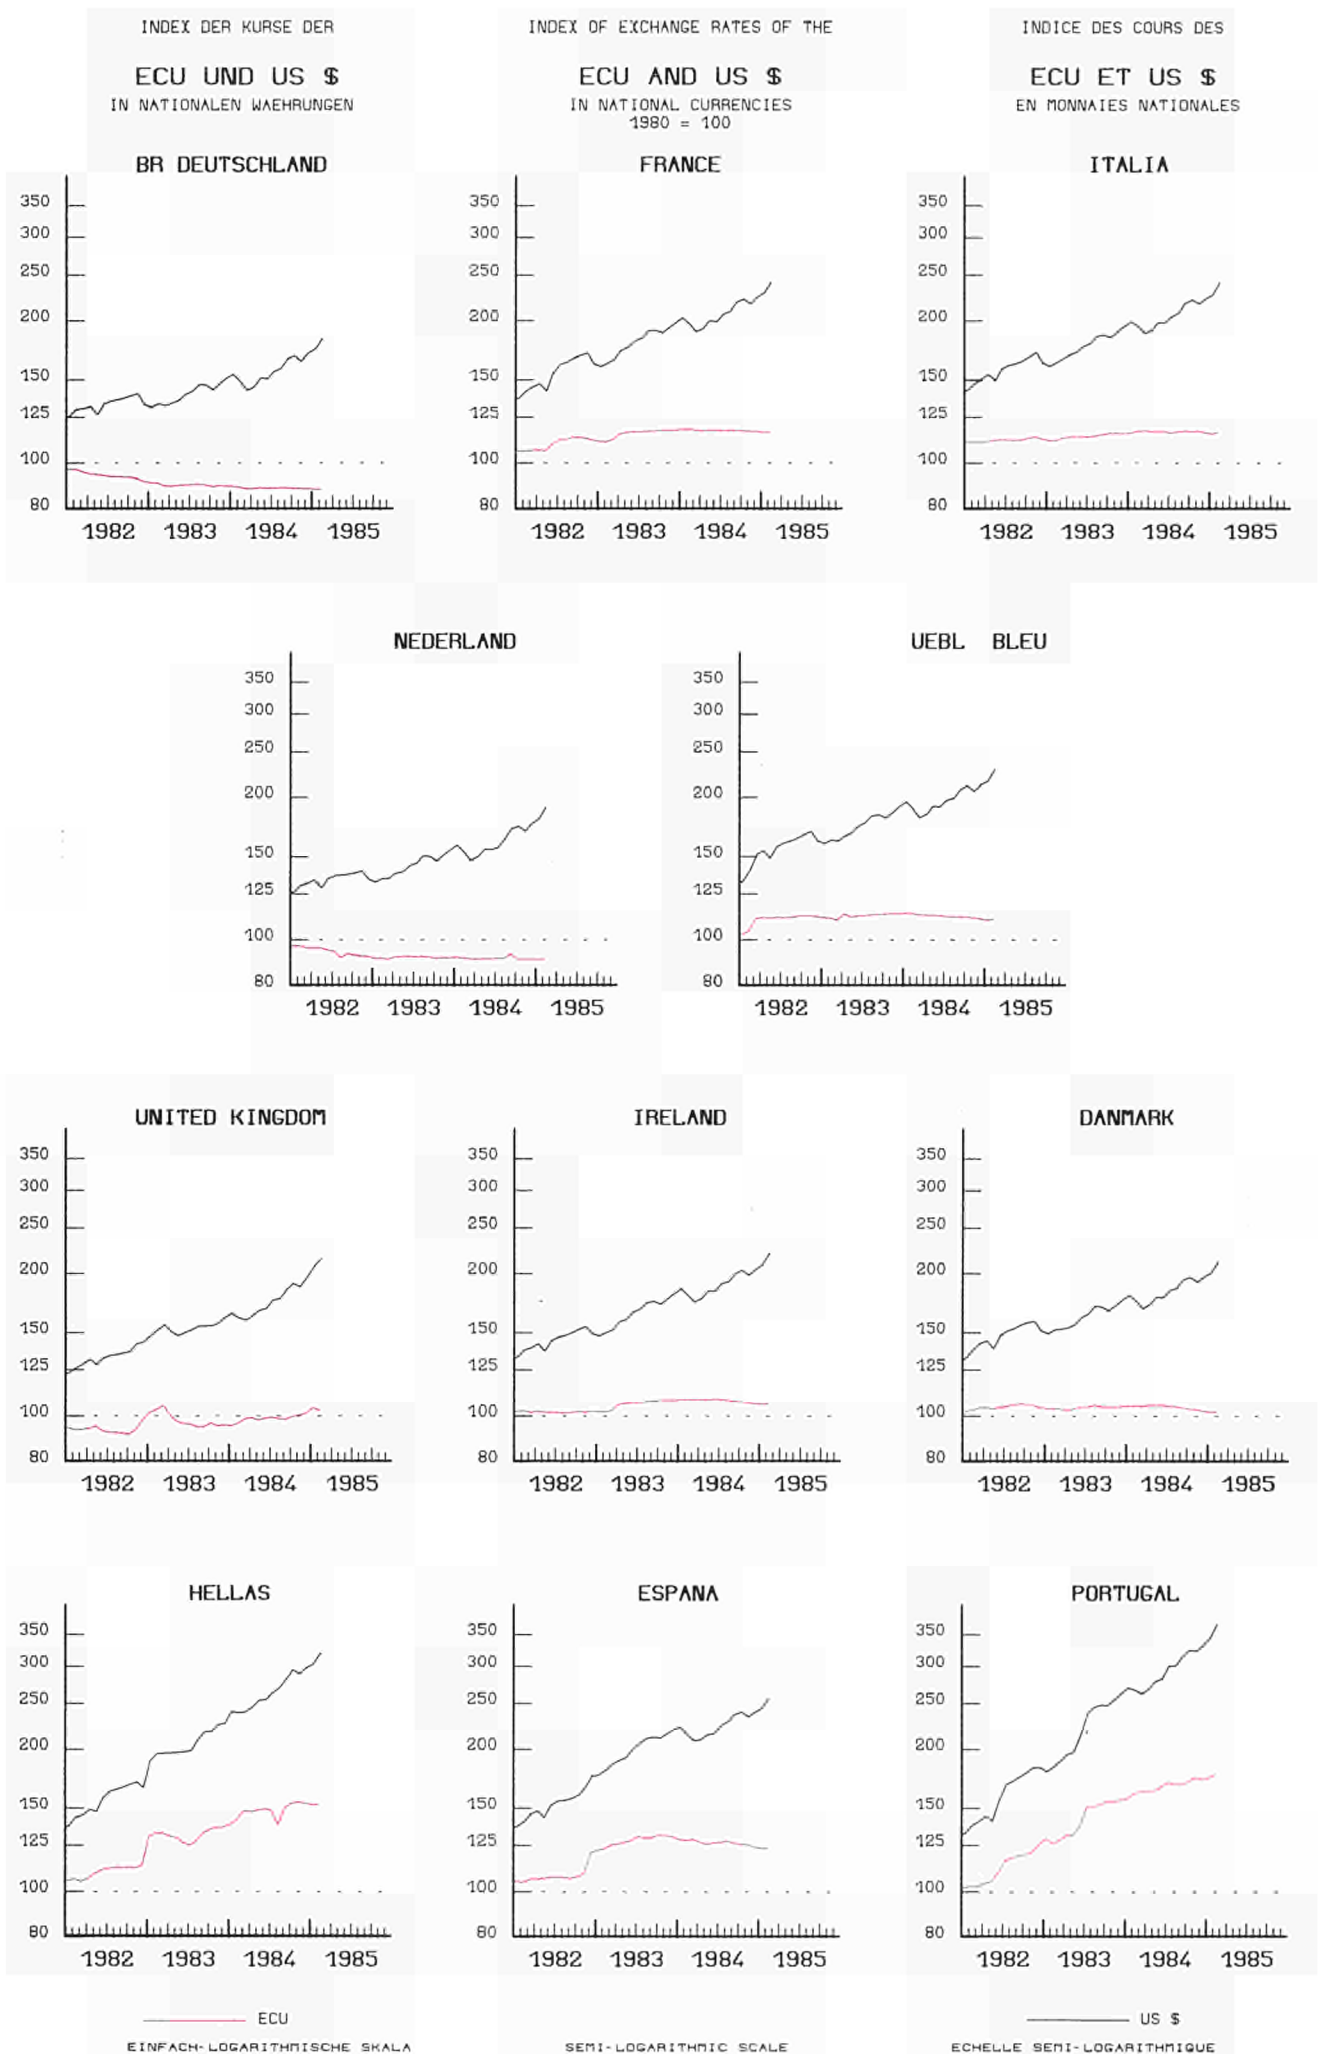 INDEX DER KURSE DER
ECU UND US $
IN NATIONALEN WAEHRUNGEN
INDEX OF EXCHANGE RATES OF THE
ECU AND US $
IN NATIONAL CURRENCIES
1980 = 100
INDICE DES COURS DES
ECU ET US $
EN MONNAIES NATIONALES
BR DEUTSCHLAND
350
300
250
200
150
125
100
80
1982 1983 1984 1985
FRANCE
350
300
250
200
150
125
100
80
1982 1983 1984 1985
ITALIA
350
300
250
200
150
125
100
80
1982 1983 1984 1985
NEDERLAND
350
300
250
200
150
125
100
80
1982 1983 1984 1985
UEBL BLEU
350
300
250
200
150
125
100
80
1982 1983 1984 1985
UNITED KINGDOM
350
300
250
200
150
125
100
80
1982 1983 1984 1985
IRELAND
350
300
250
200
150
125
100
80
1982 1983 1984 1985
DANMARK
350
300
250
200
150
125
100
80
1982 1983 1984 1985
HELLAS
350
300
250
200
150
125
100
80
1982 1983 1984 1985
ESPANA
350
300
250
200
150
125
100
80
1982 1983 1984 1985
PORTUGAL
350
300
250
200
150
125
100
80
1982 1983 1984 1985
ECU
US $
EINFACH-LOGARITHMISCHE SKALA
SEMI-LOGARITHMIC SCALE
ECHELLE SEMI-LOGARITHMIQUE